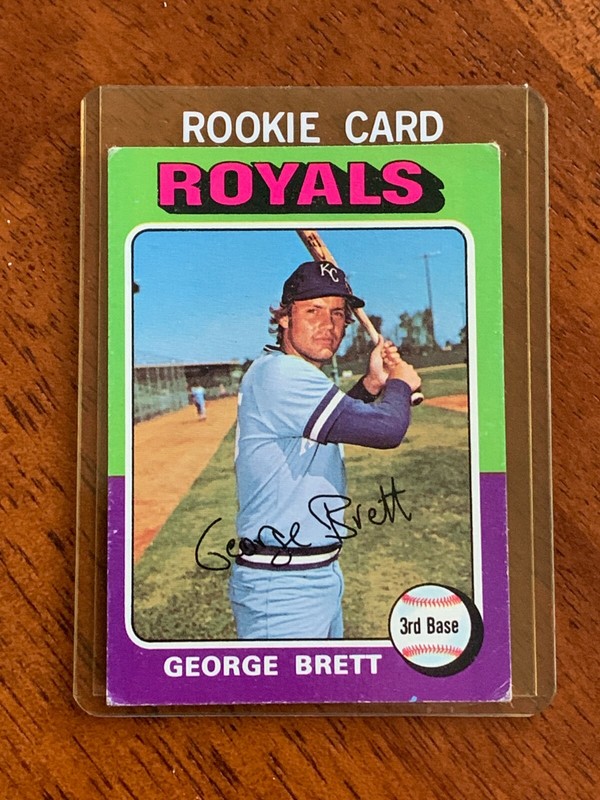 ROOKIE CARD
ROYALS
KC
George Brett
3rd Base
GEORGE BRETT